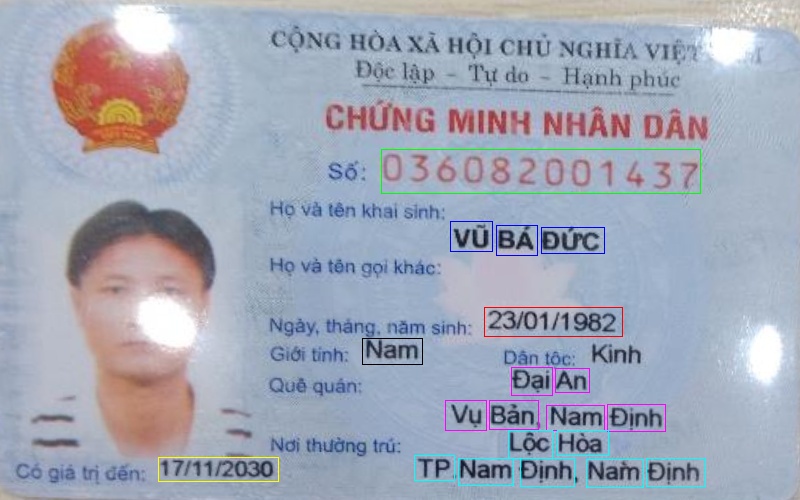 CỘNG HÒA XÃ HỘI CHỦ NGHĨA VIỆT
Độc lập - Tự do - Hạnh phúc
CHỨNG MINH NHÂN DÂN
Số: 036082001437
Họ và tên khai sinh:
VŨ BÁ ĐỨC
Họ và tên gọi khác:
Ngày, tháng, năm sinh: 23/01/1982
Giới tính: Nam Dân tộc: Kinh
Quê quán: Đại An
Vụ Bản, Nam Định
Nơi thường trú: Lộc Hòa
Có giá trị đến: 17/11/2030 TP. Nam Định, Nam Định